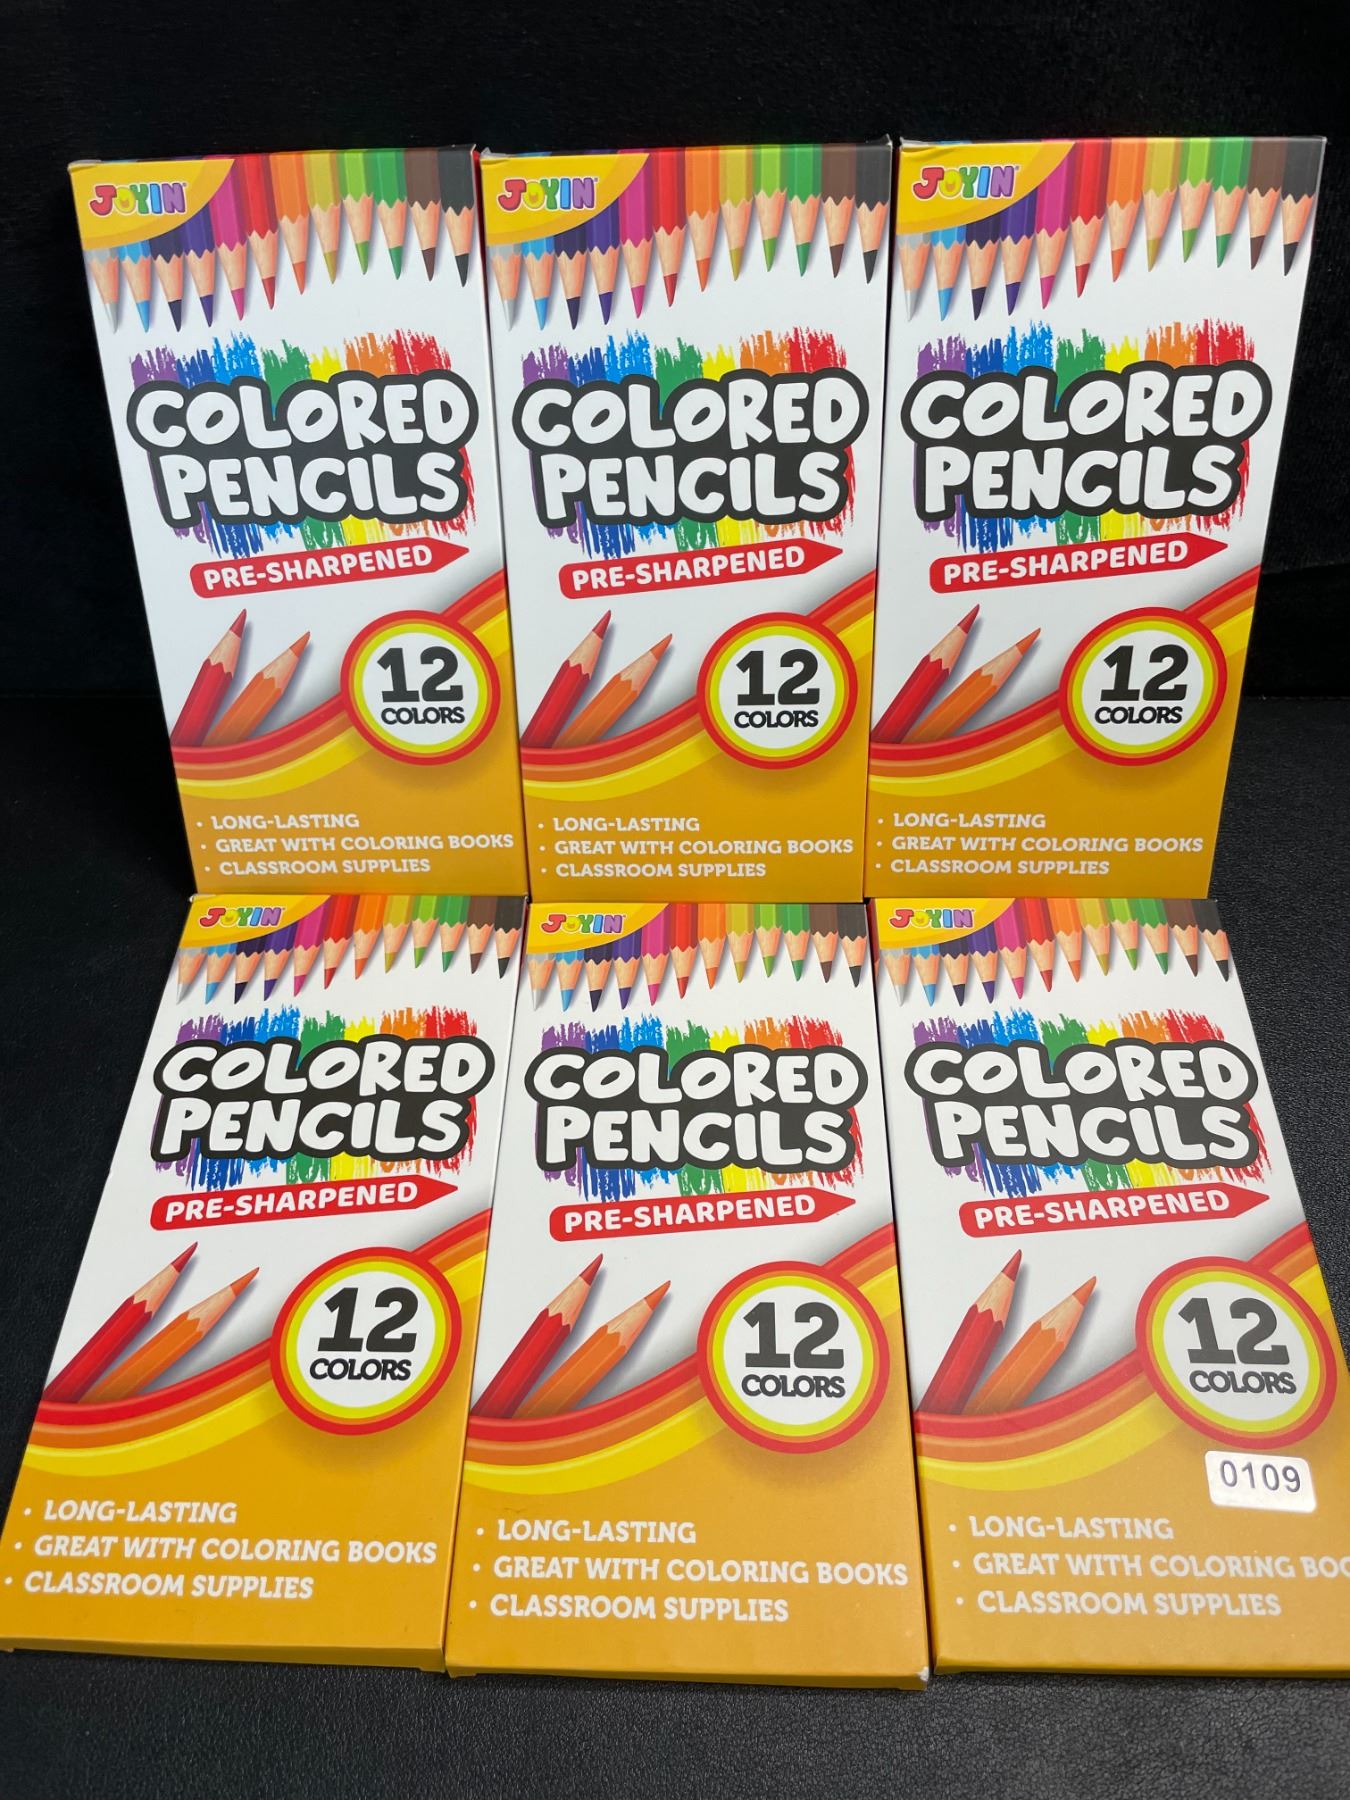 JOYIN
COLORED
PENCILS
PRE-SHARPENED
12
COLORS
• LONG-LASTING
• GREAT WITH COLORING BOOKS
• CLASSROOM SUPPLIES
JOYIN
COLORED
PENCILS
PRE-SHARPENED
12
COLORS
• LONG-LASTING
• GREAT WITH COLORING BOOKS
• CLASSROOM SUPPLIES
JOYIN
COLORED
PENCILS
PRE-SHARPENED
12
COLORS
• LONG-LASTING
• GREAT WITH COLORING BOOKS
• CLASSROOM SUPPLIES
JOYIN
COLORED
PENCILS
PRE-SHARPENED
12
COLORS
• LONG-LASTING
• GREAT WITH COLORING BOOKS
• CLASSROOM SUPPLIES
JOYIN
COLORED
PENCILS
PRE-SHARPENED
12
COLORS
• LONG-LASTING
• GREAT WITH COLORING BOOKS
• CLASSROOM SUPPLIES
JOYIN
COLORED
PENCILS
PRE-SHARPENED
12
COLORS
0109
• LONG-LASTING
• GREAT WITH COLORING BOO
• CLASSROOM SUPPLIES